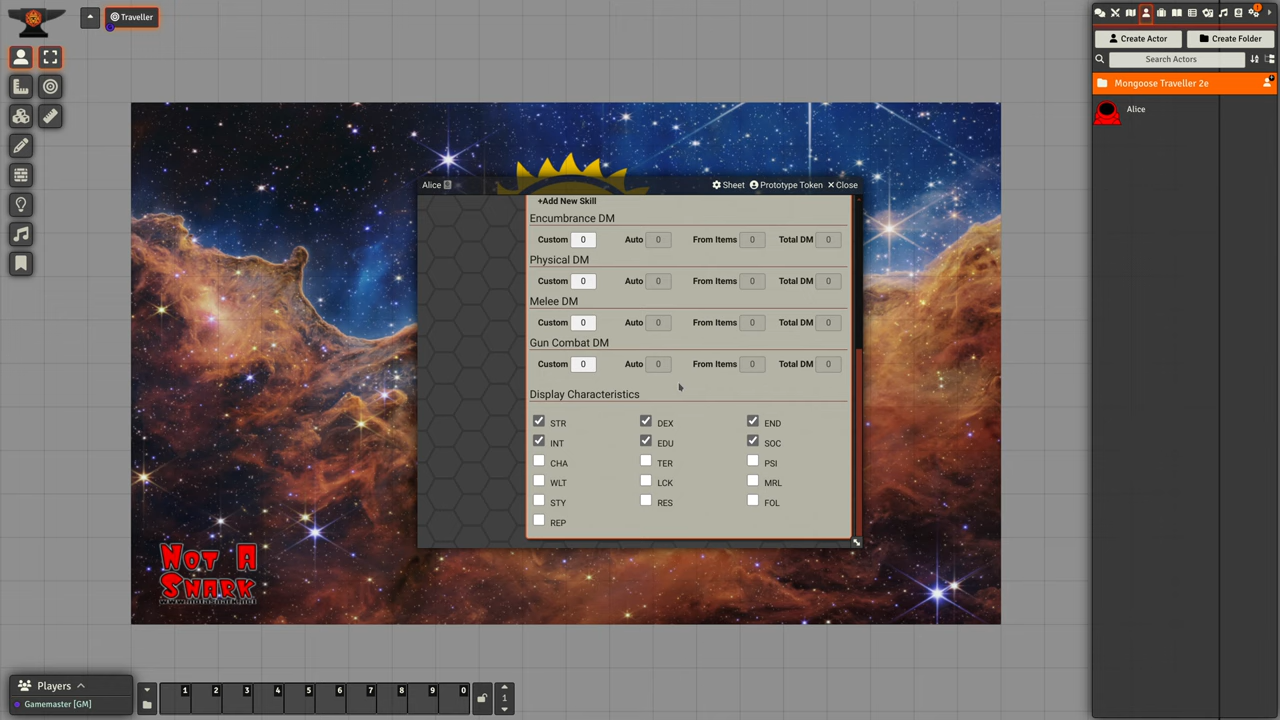 Traveller
Create Actor
Create Folder
Search Actors
Mongoose Traveller 2e
Alice
Alice
Sheet
Prototype Token
Close
+Add New Skill
Encumbrance DM
Custom 0 Auto 0 From Items 0 Total DM 0
Physical DM
Custom 0 Auto 0 From Items 0 Total DM 0
Melee DM
Custom 0 Auto 0 From Items 0 Total DM 0
Gun Combat DM
Custom 0 Auto 0 From Items 0 Total DM 0
Display Characteristics
STR DEX END
INT EDU SOC
CHA TER PSI
WLT LCK MRL
STY RES FOL
REP
Not A
Snark
www.notasnark.net
Players
Gamemaster [GM]
1 2 3 4 5 6 7 8 9 0
1